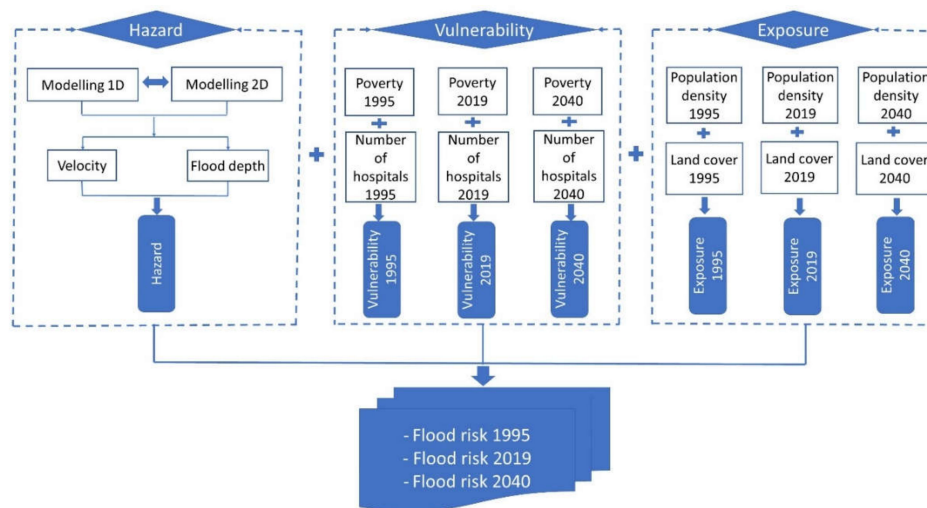 Hazard
Vulnerability
Exposure
Modelling 1D
Modelling 2D
Velocity
Flood depth
Hazard
+
Poverty
1995
Poverty
2019
Poverty
2040
+
+
+
Number
of
hospitals
1995
Number
of
hospitals
2019
Number
of
hospitals
2040
Vulnerability
1995
Vulnerability
2019
Vulnerability
2040
+
Population
density
1995
Population
density
2019
Population
density
2040
+
+
+
Land cover
1995
Land cover
2019
Land cover
2040
Exposure
1995
Exposure
2019
Exposure
2040
- Flood risk 1995
- Flood risk 2019
- Flood risk 2040